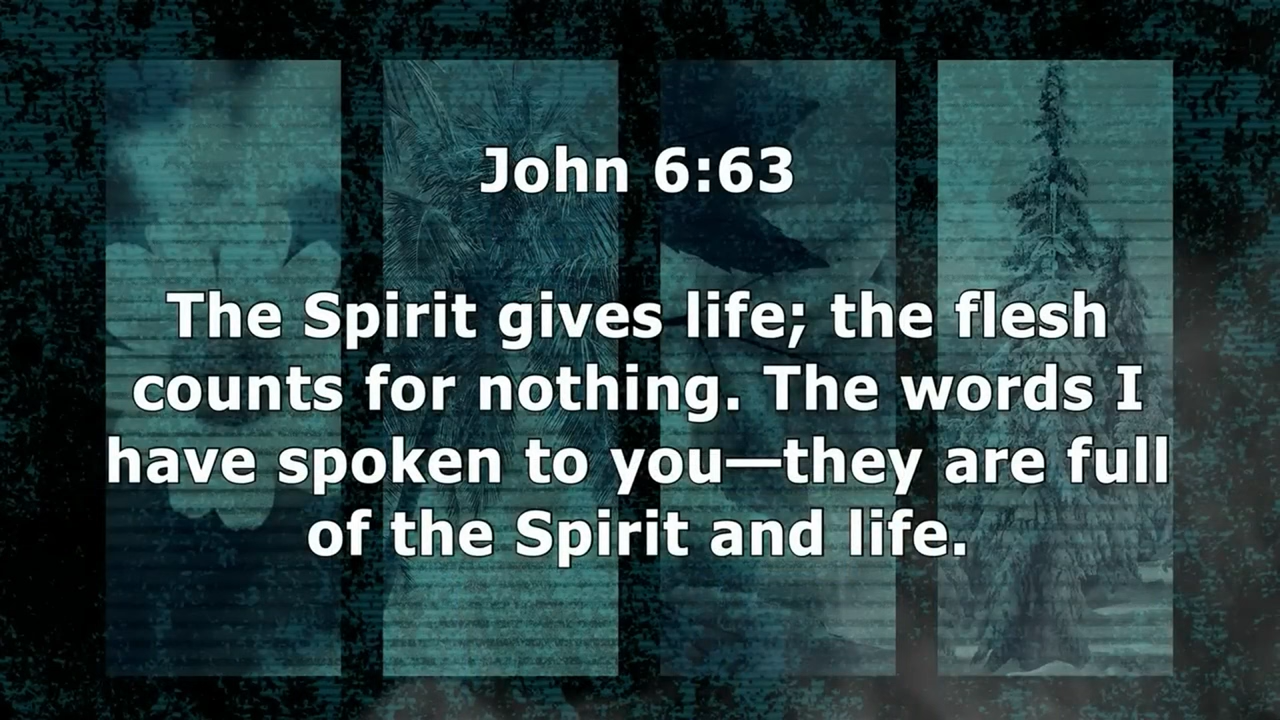 John 6:63
The Spirit gives life; the flesh
counts for nothing. The words I
have spoken to you—they are full
of the Spirit and life.